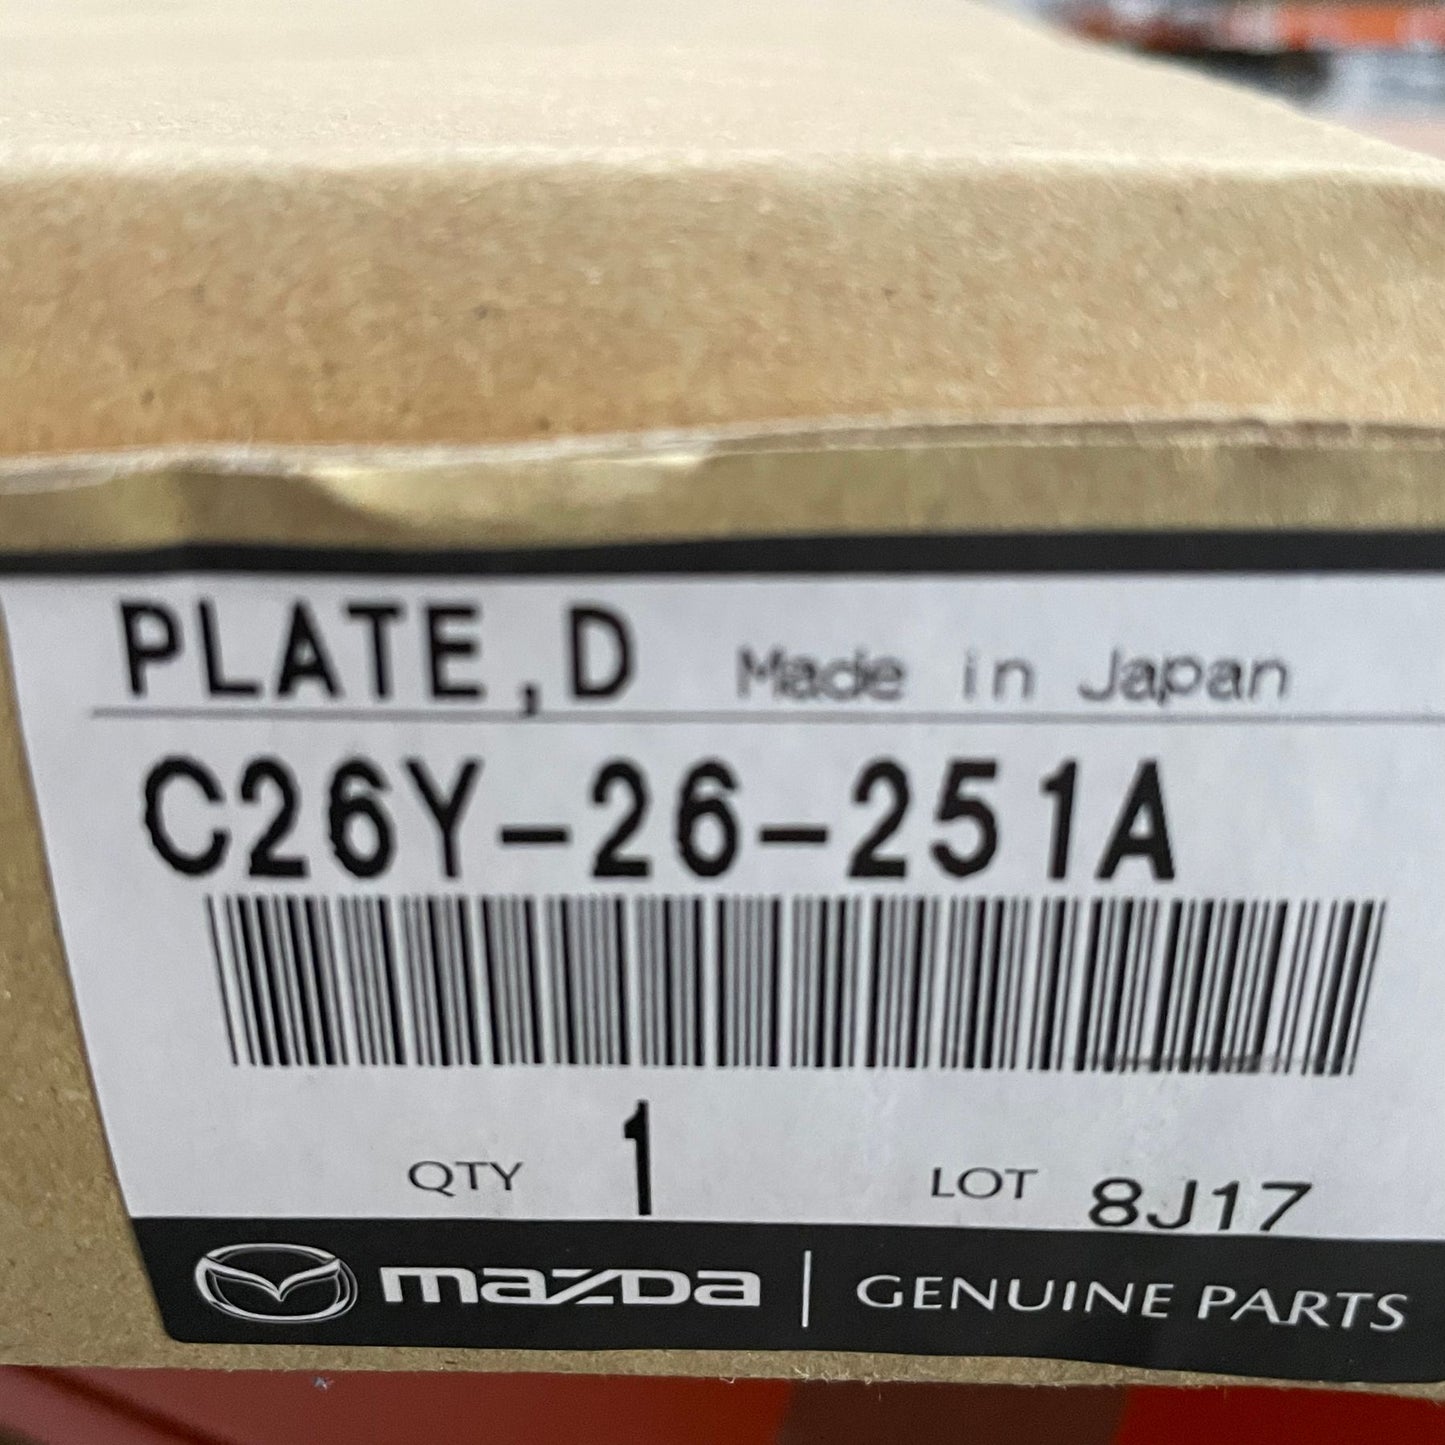 PLATE,D Made in Japan
C26Y-26-251A
QTY 1 LOT 8J17
mazda | GENUINE PARTS